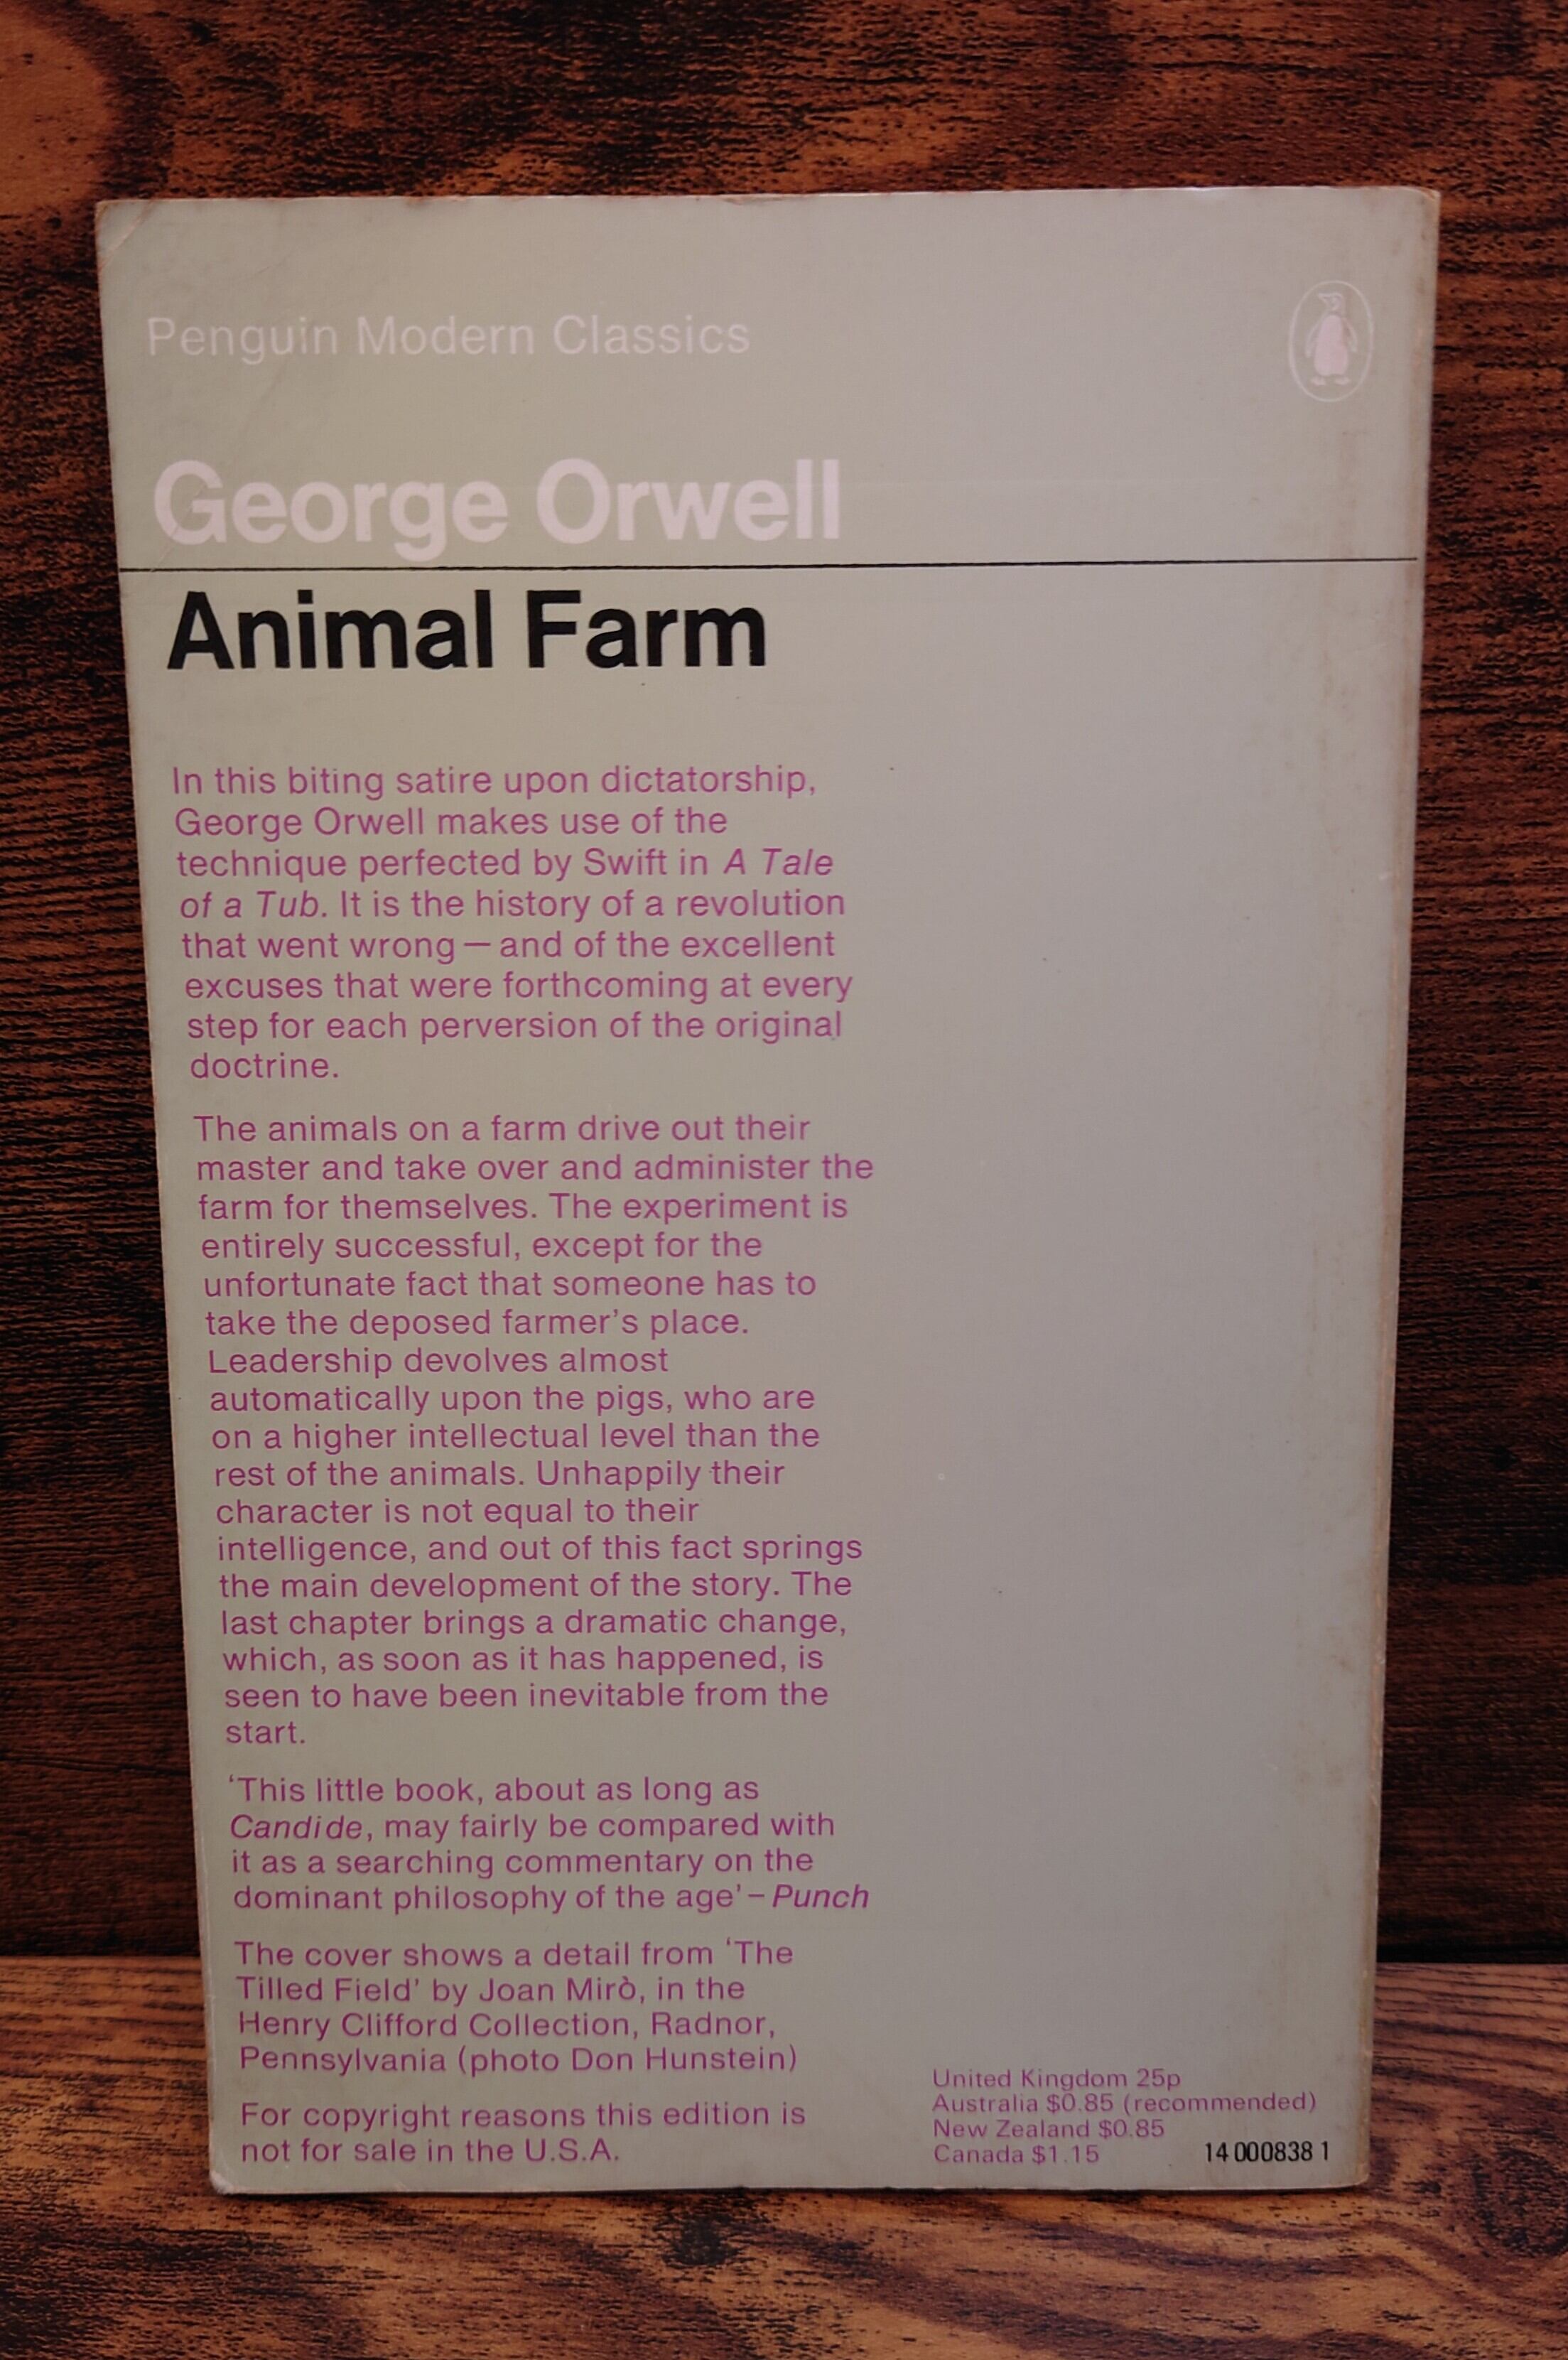 Penguin Modern Classics
George Orwell
Animal Farm
In this biting satire upon dictatorship,
George Orwell makes use of the
technique perfected by Swift in A Tale
of a Tub. It is the history of a revolution
that went wrong — and of the excellent
excuses that were forthcoming at every
step for each perversion of the original
doctrine.
The animals on a farm drive out their
master and take over and administer the
farm for themselves. The experiment is
entirely successful, except for the
unfortunate fact that someone has to
take the deposed farmer's place.
Leadership devolves almost
automatically upon the pigs, who are
on a higher intellectual level than the
rest of the animals. Unhappily their
character is not equal to their
intelligence, and out of this fact springs
the main development of the story. The
last chapter brings a dramatic change,
which, as soon as it has happened, is
seen to have been inevitable from the
start.
‘This little book, about as long as
Candide, may fairly be compared with
it as a searching commentary on the
dominant philosophy of the age’ – Punch
The cover shows a detail from ‘The
Tilled Field’ by Joan Mirò, in the
Henry Clifford Collection, Radnor,
Pennsylvania (photo Don Hunstein)
For copyright reasons this edition is
not for sale in the U.S.A.
United Kingdom 25p
Australia $0.85 (recommended)
New Zealand $0.85
Canada $1.15
14 000838 1